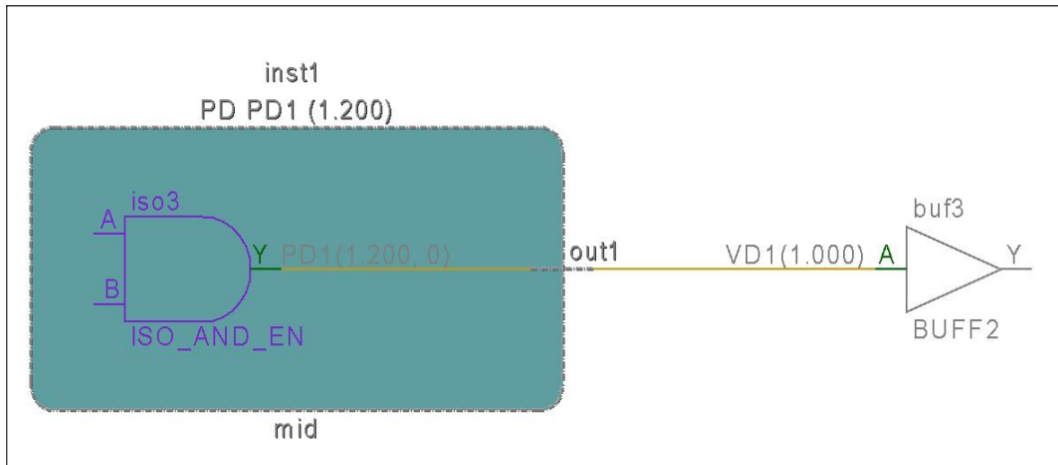 inst1
PD PD1 (1.200)
iso3
A
B
Y
PD1(1.200, 0)
ISO_AND_EN
out1
mid
VD1(1.000)
buf3
A
Y
BUFF2